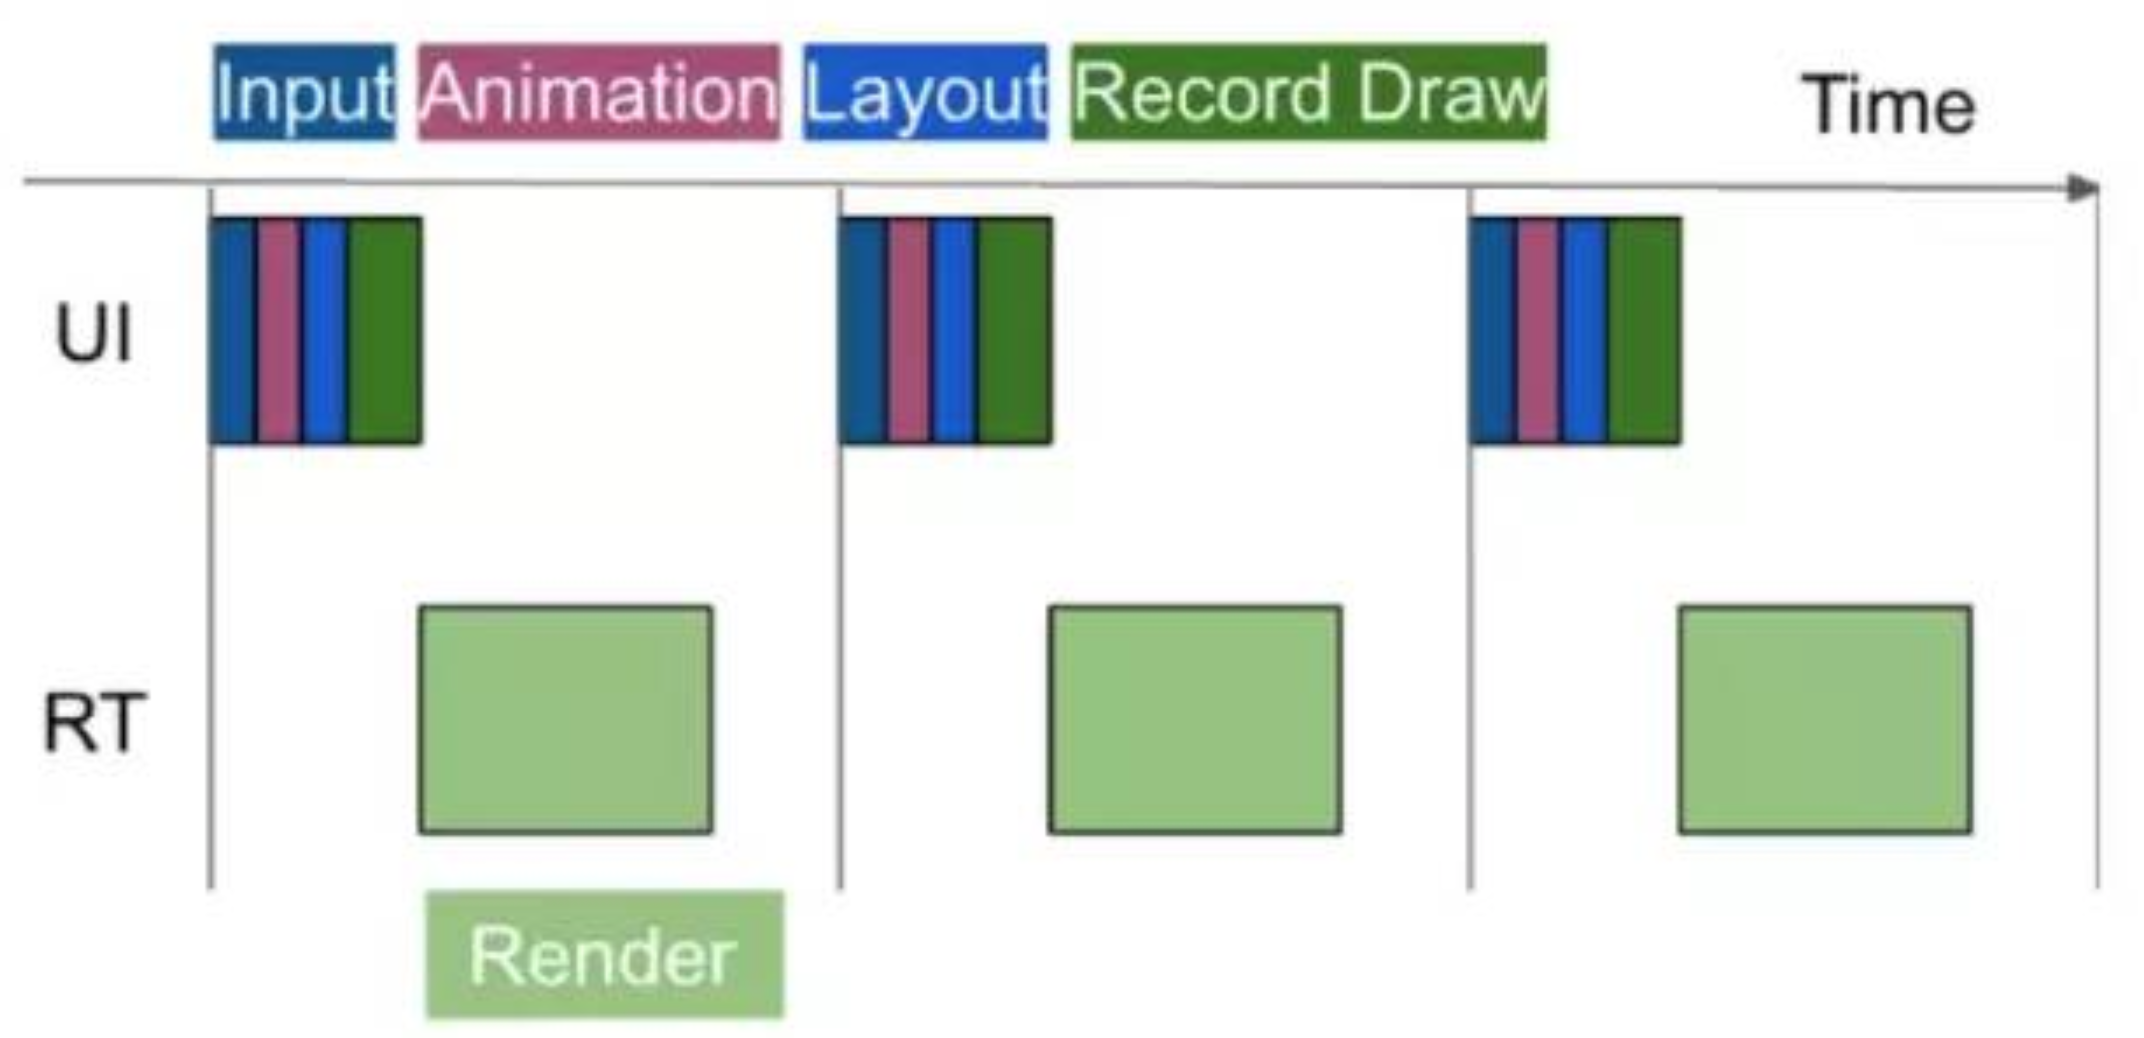 Input Animation Layout Record Draw Time
UI
RT
Render